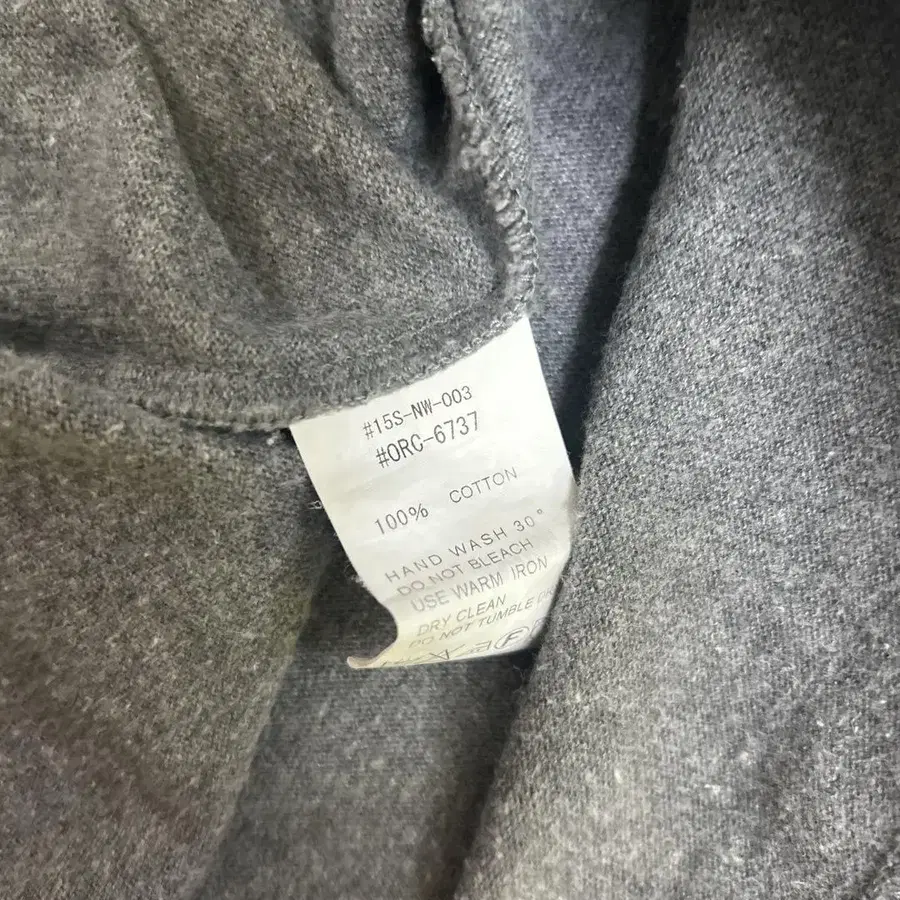 #15S-NW-003
#ORC-6737
100% COTTON
HAND WASH 30°
DO NOT BLEACH
USE WARM IRON
DRY CLEAN
DO NOT TUMBLE